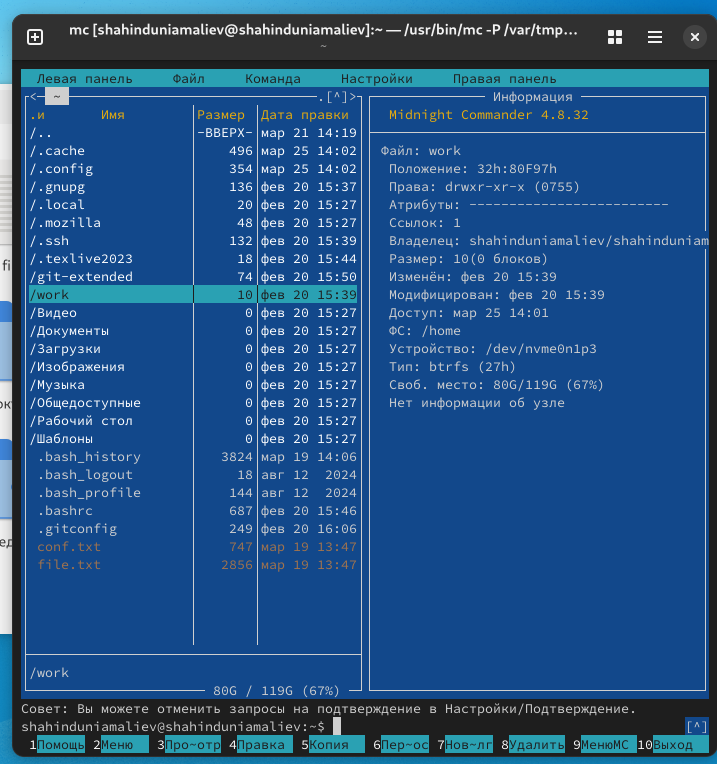 mc [shahinduniamaliev@shahinduniamaliev]:~ — /usr/bin/mc -P /var/tmp…
~
Левая панель Файл Команда Настройки Правая панель
<─ ~ .[^]>
.и Имя Размер Дата правки
/.. -ВВЕРХ- мар 21 14:19
/.cache 496 мар 25 14:02
/.config 354 мар 25 14:02
/.gnupg 136 фев 20 15:37
/.local 20 фев 20 15:27
/.mozilla 48 фев 20 15:27
/.ssh 132 фев 20 15:39
/.texlive2023 18 фев 20 15:44
/git-extended 74 фев 20 15:50
/work 10 фев 20 15:39
/Видео 0 фев 20 15:27
/Документы 0 фев 20 15:27
/Загрузки 0 фев 20 15:27
/Изображения 0 фев 20 15:27
/Музыка 0 фев 20 15:27
/Общедоступные 0 фев 20 15:27
/Рабочий стол 0 фев 20 15:27
/Шаблоны 0 фев 20 15:27
.bash_history 3824 мар 19 14:06
.bash_logout 18 авг 12 2024
.bash_profile 144 авг 12 2024
.bashrc 687 фев 20 15:46
.gitconfig 249 фев 20 16:06
conf.txt 747 мар 19 13:47
file.txt 2856 мар 19 13:47
/work
80G / 119G (67%)
Информация
Midnight Commander 4.8.32
Файл: work
Положение: 32h:80F97h
Права: drwxr-xr-x (0755)
Атрибуты: -------------------------
Ссылок: 1
Владелец: shahinduniamaliev/shahinduniam
Размер: 10(0 блоков)
Изменён: фев 20 15:39
Модифицирован: фев 20 15:39
Доступ: мар 25 14:01
ФС: /home
Устройство: /dev/nvme0n1p3
Тип: btrfs (27h)
Своб. место: 80G/119G (67%)
Нет информации об узле
Совет: Вы можете отменить запросы на подтверждение в Настройки/Подтверждение.
shahinduniamaliev@shahinduniamaliev:~$ [^]
1Помощь 2Меню 3Про~отр 4Правка 5Копия 6Пер~ос 7Нов~лг 8Удалить 9МенюMC 10Выход